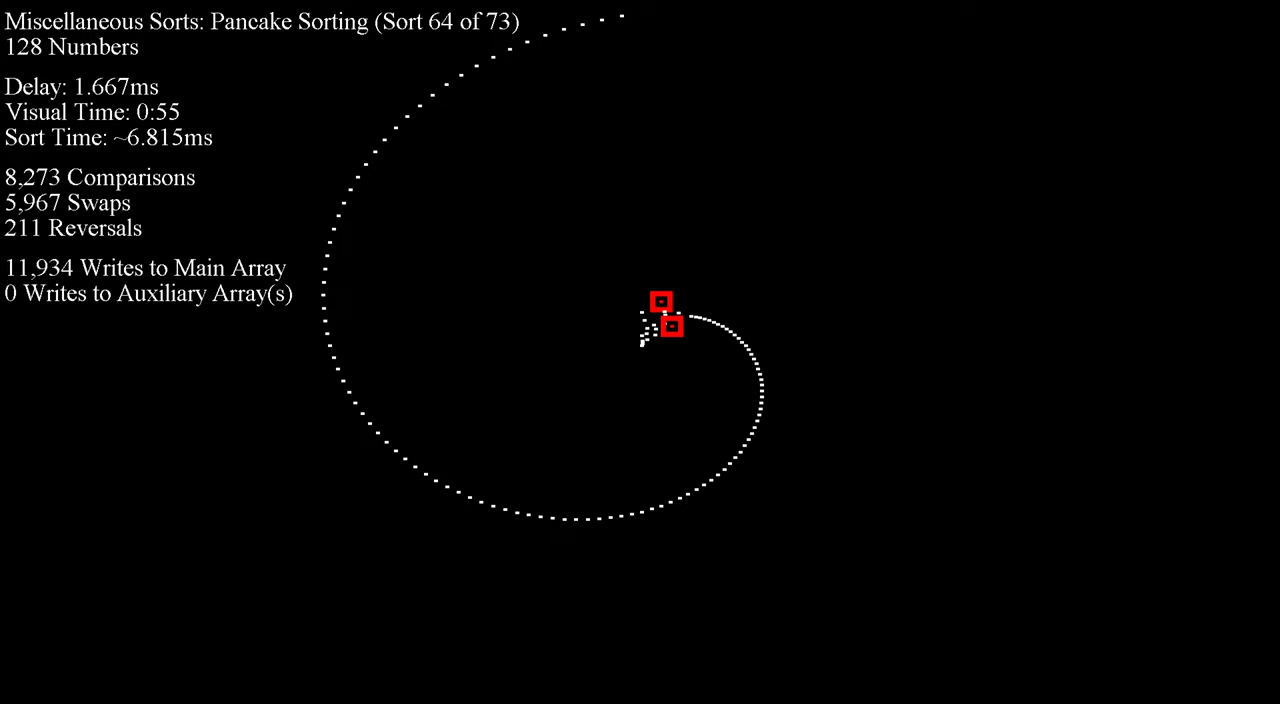 Miscellaneous Sorts: Pancake Sorting (Sort 64 of 73)
128 Numbers
Delay: 1.667ms
Visual Time: 0:55
Sort Time: ~6.815ms
8,273 Comparisons
5,967 Swaps
211 Reversals
11,934 Writes to Main Array
0 Writes to Auxiliary Array(s)